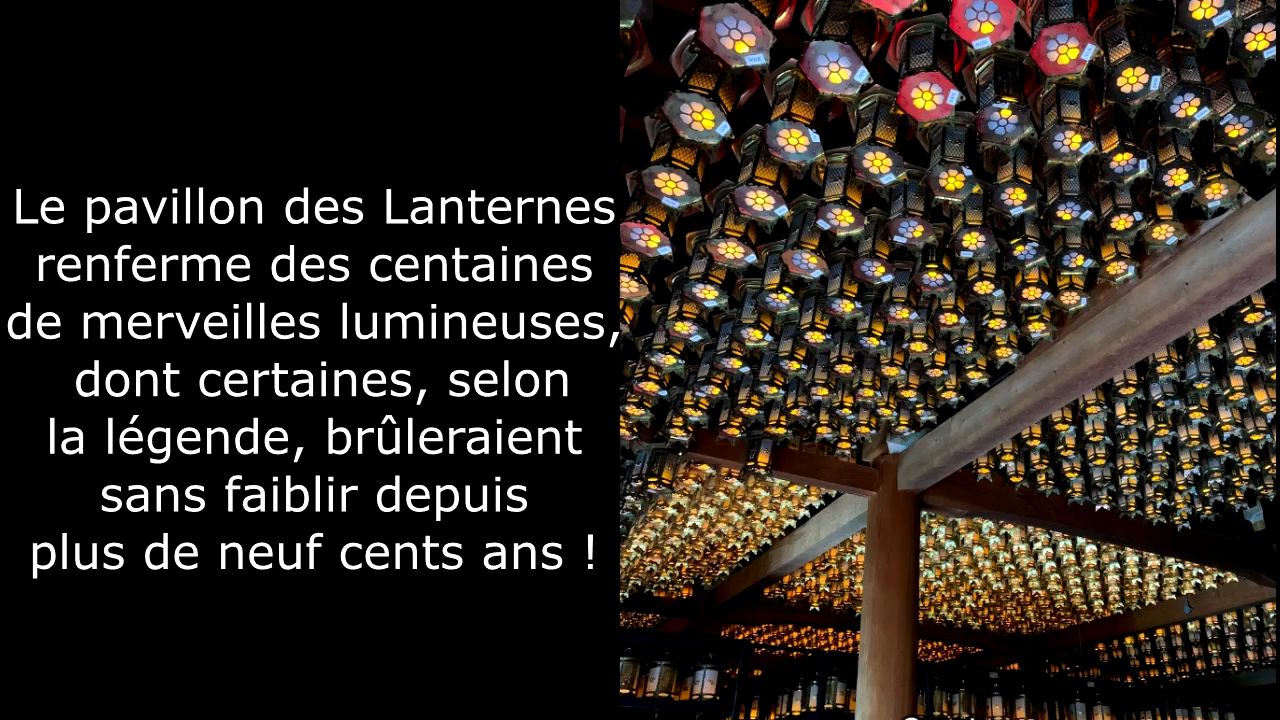 Le pavillon des Lanternes
renferme des centaines
de merveilles lumineuses,
dont certaines, selon
la légende, brûleraient
sans faiblir depuis
plus de neuf cents ans !